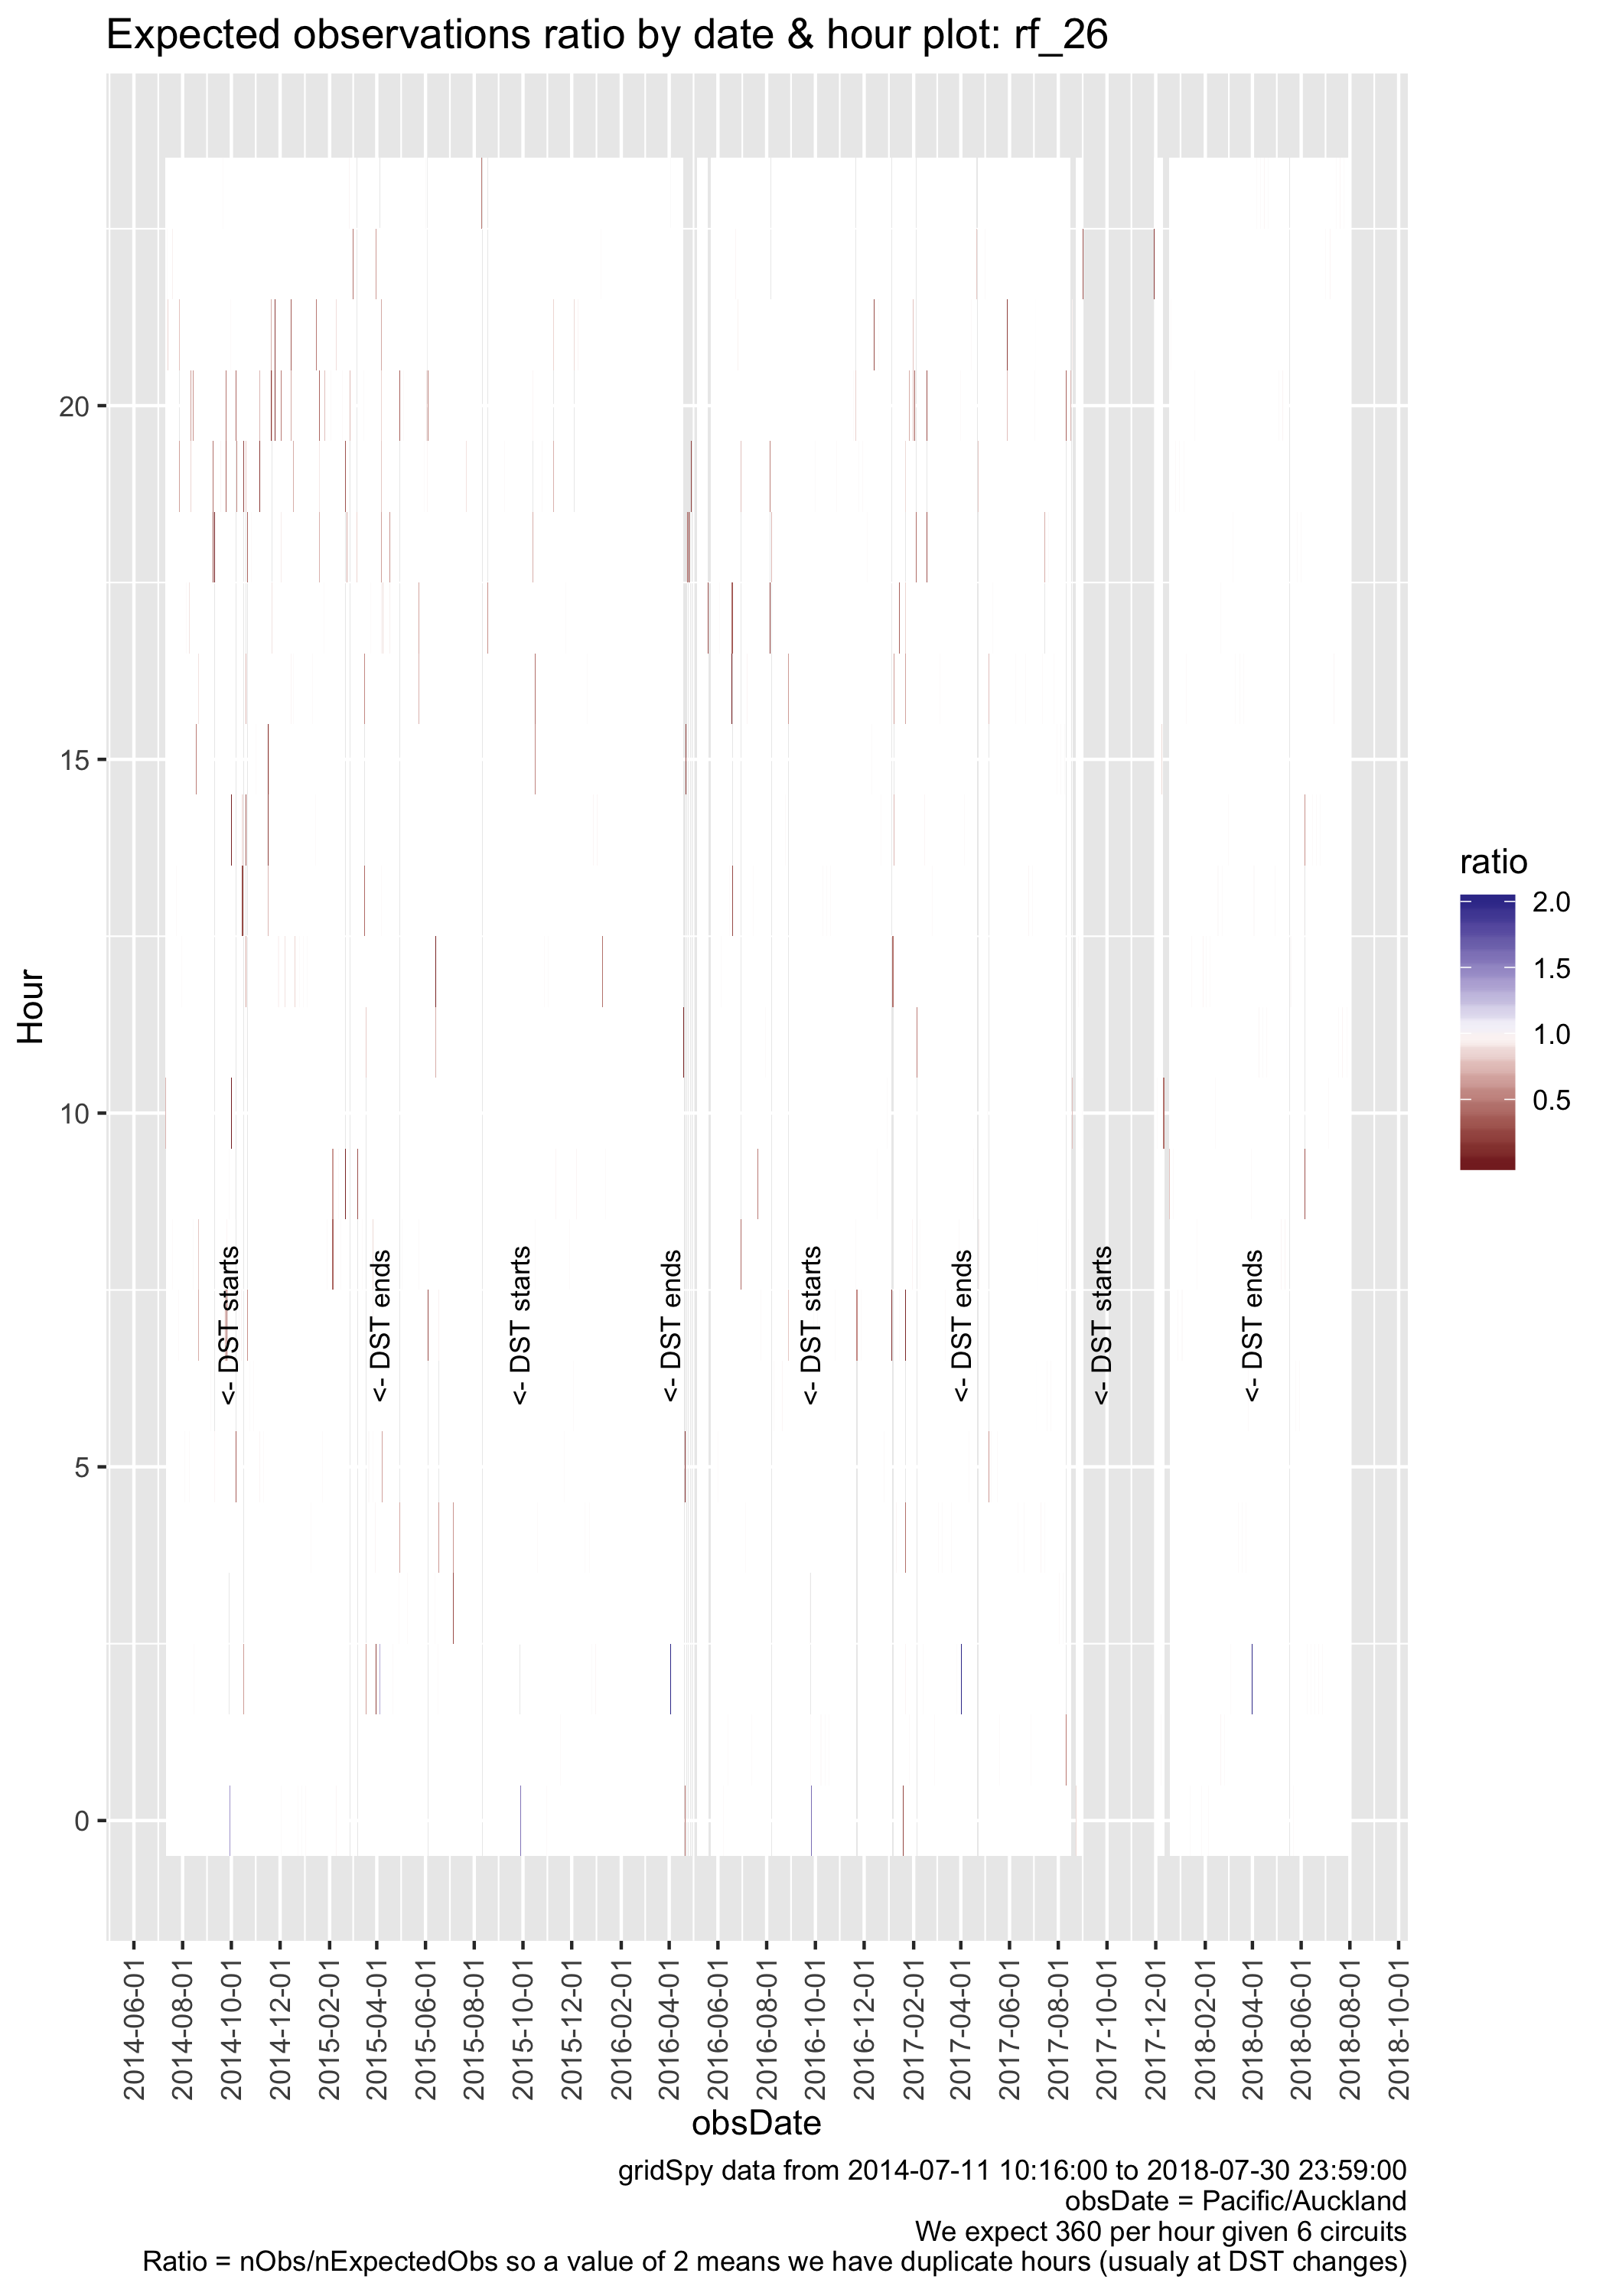 Expected observations ratio by date & hour plot: rf_26
Hour
20
15
10
5
0
<- DST starts
<- DST ends
<- DST starts
<- DST ends
<- DST starts
<- DST ends
<- DST starts
<- DST ends
ratio
2.0
1.5
1.0
0.5
2014-06-01
2014-08-01
2014-10-01
2014-12-01
2015-02-01
2015-04-01
2015-06-01
2015-08-01
2015-10-01
2015-12-01
2016-02-01
2016-04-01
2016-06-01
2016-08-01
2016-10-01
2016-12-01
2017-02-01
2017-04-01
2017-06-01
2017-08-01
2017-10-01
2017-12-01
2018-02-01
2018-04-01
2018-06-01
2018-08-01
2018-10-01
obsDate
gridSpy data from 2014-07-11 10:16:00 to 2018-07-30 23:59:00
obsDate = Pacific/Auckland
We expect 360 per hour given 6 circuits
Ratio = nObs/nExpectedObs so a value of 2 means we have duplicate hours (usualy at DST changes)